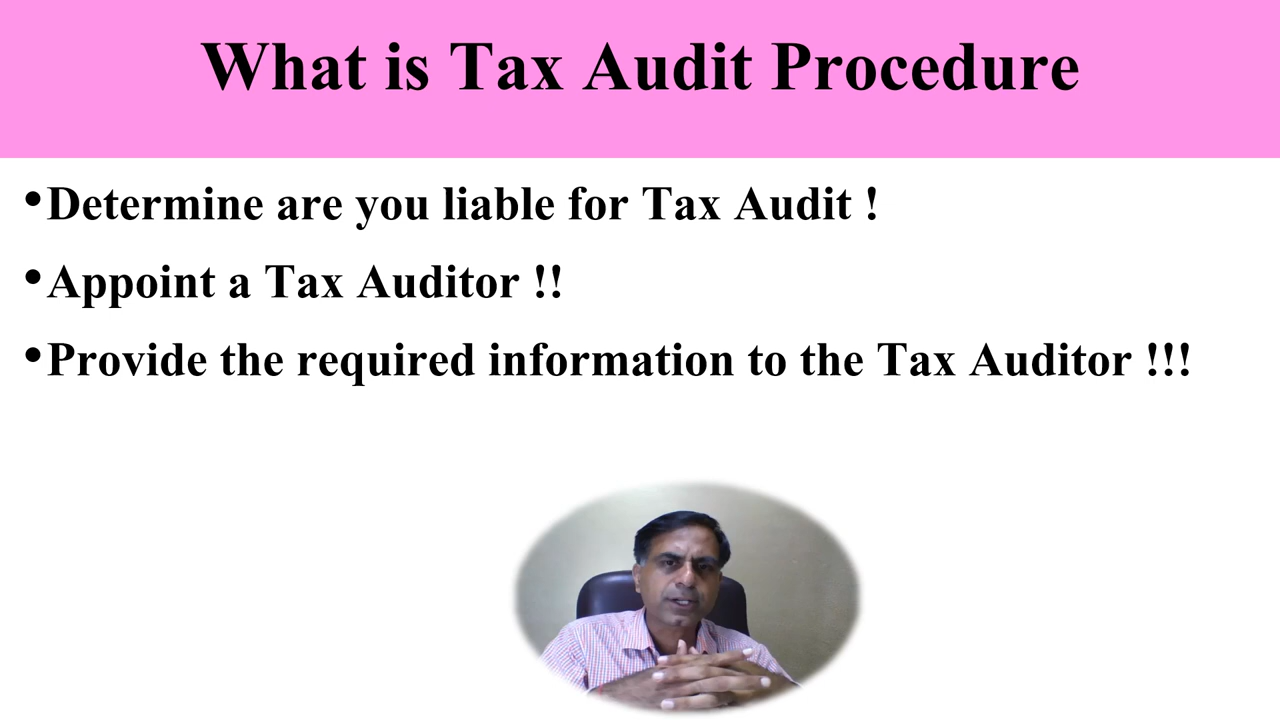 What is Tax Audit Procedure
•Determine are you liable for Tax Audit !
•Appoint a Tax Auditor !!
•Provide the required information to the Tax Auditor !!!